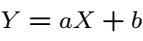 Y = aX + b